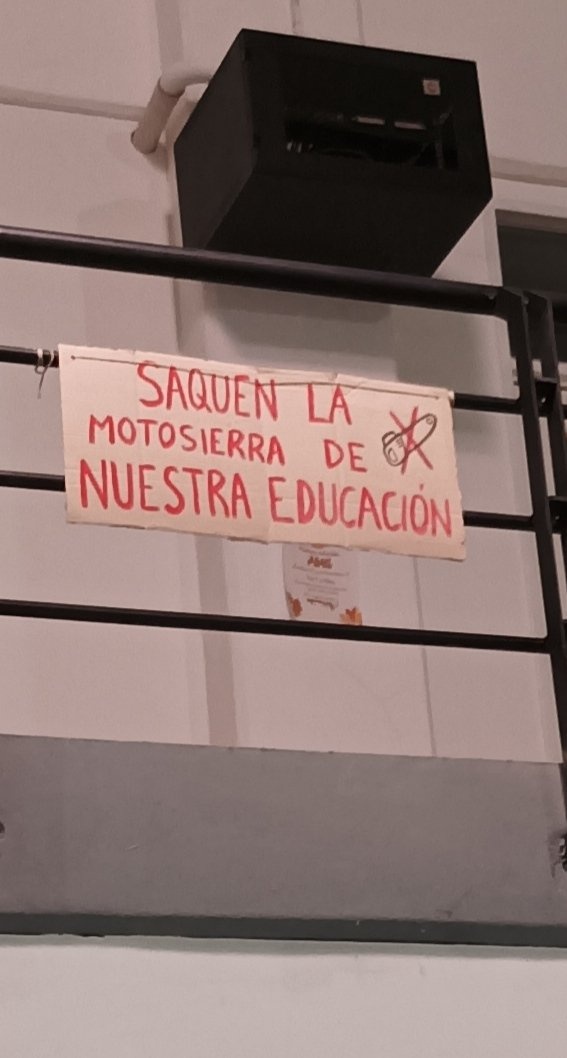 SAQUEN LA
MOTOSIERRA DE
NUESTRA EDUCACIÓN